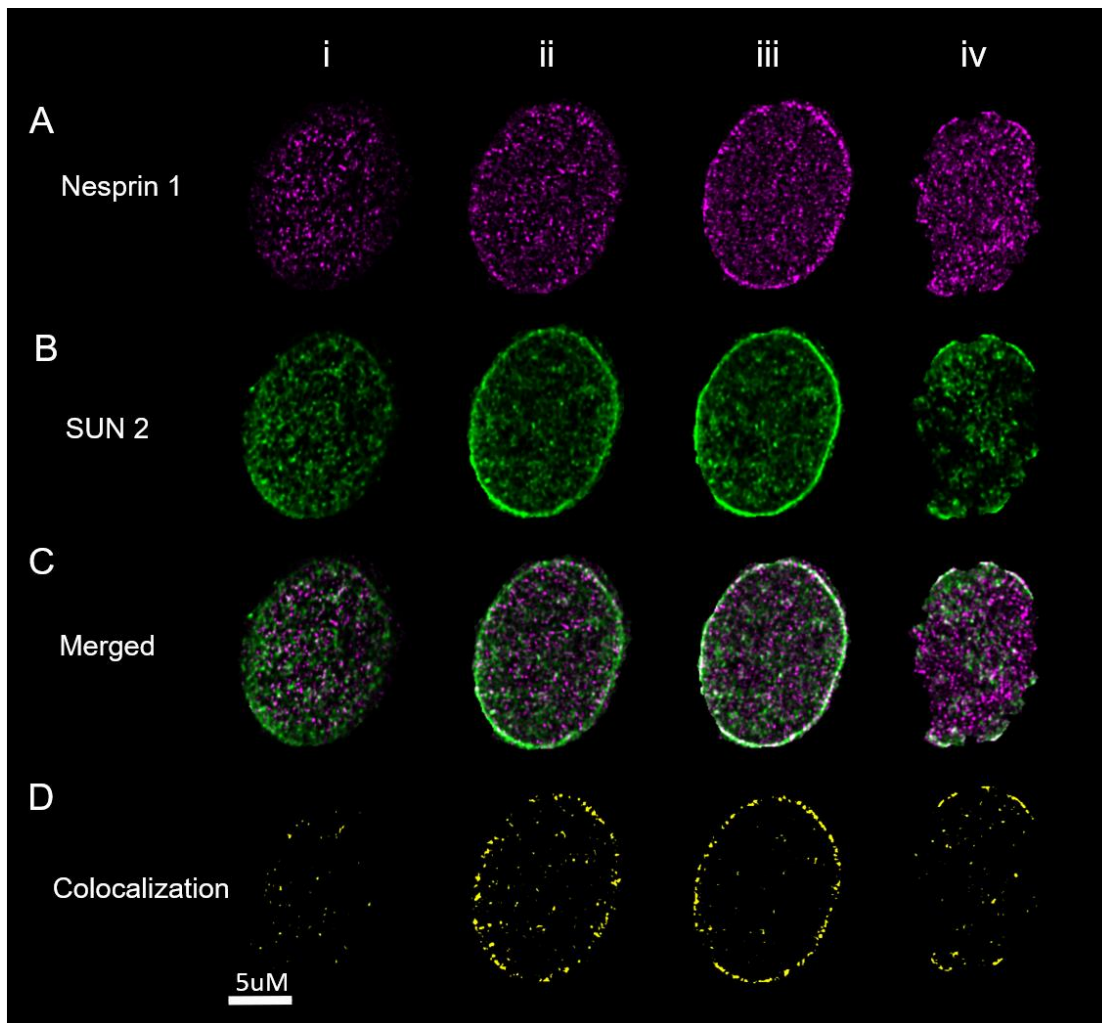 i ii iii iv
A
Nesprin 1
B
SUN 2
C
Merged
D
Colocalization
5uM